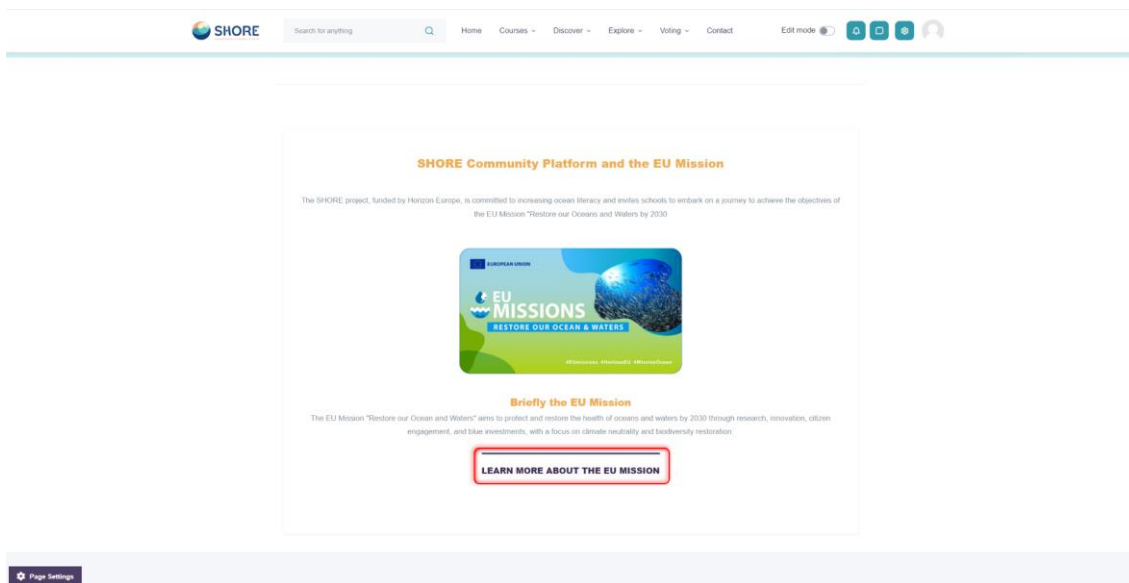 SHORE
Search for anything
Home Courses Discover Explore Voting Contact
Edit mode
SHORE Community Platform and the EU Mission
The SHORE project, funded by Horizon Europe, is committed to increasing ocean literacy and invites schools to embark on a journey to achieve the objectives of
the EU Mission "Restore our Oceans and Waters by 2030
EUROPEAN UNION
EU
MISSIONS
RESTORE OUR OCEAN & WATERS
#EUmissions #HorizonEU #MissionOcean
Briefly the EU Mission
The EU Mission "Restore our Ocean and Waters" aims to protect and restore the health of oceans and waters by 2030 through research, innovation, citizen
engagement, and blue investments, with a focus on climate neutrality and biodiversity restoration.
LEARN MORE ABOUT THE EU MISSION
Page Settings